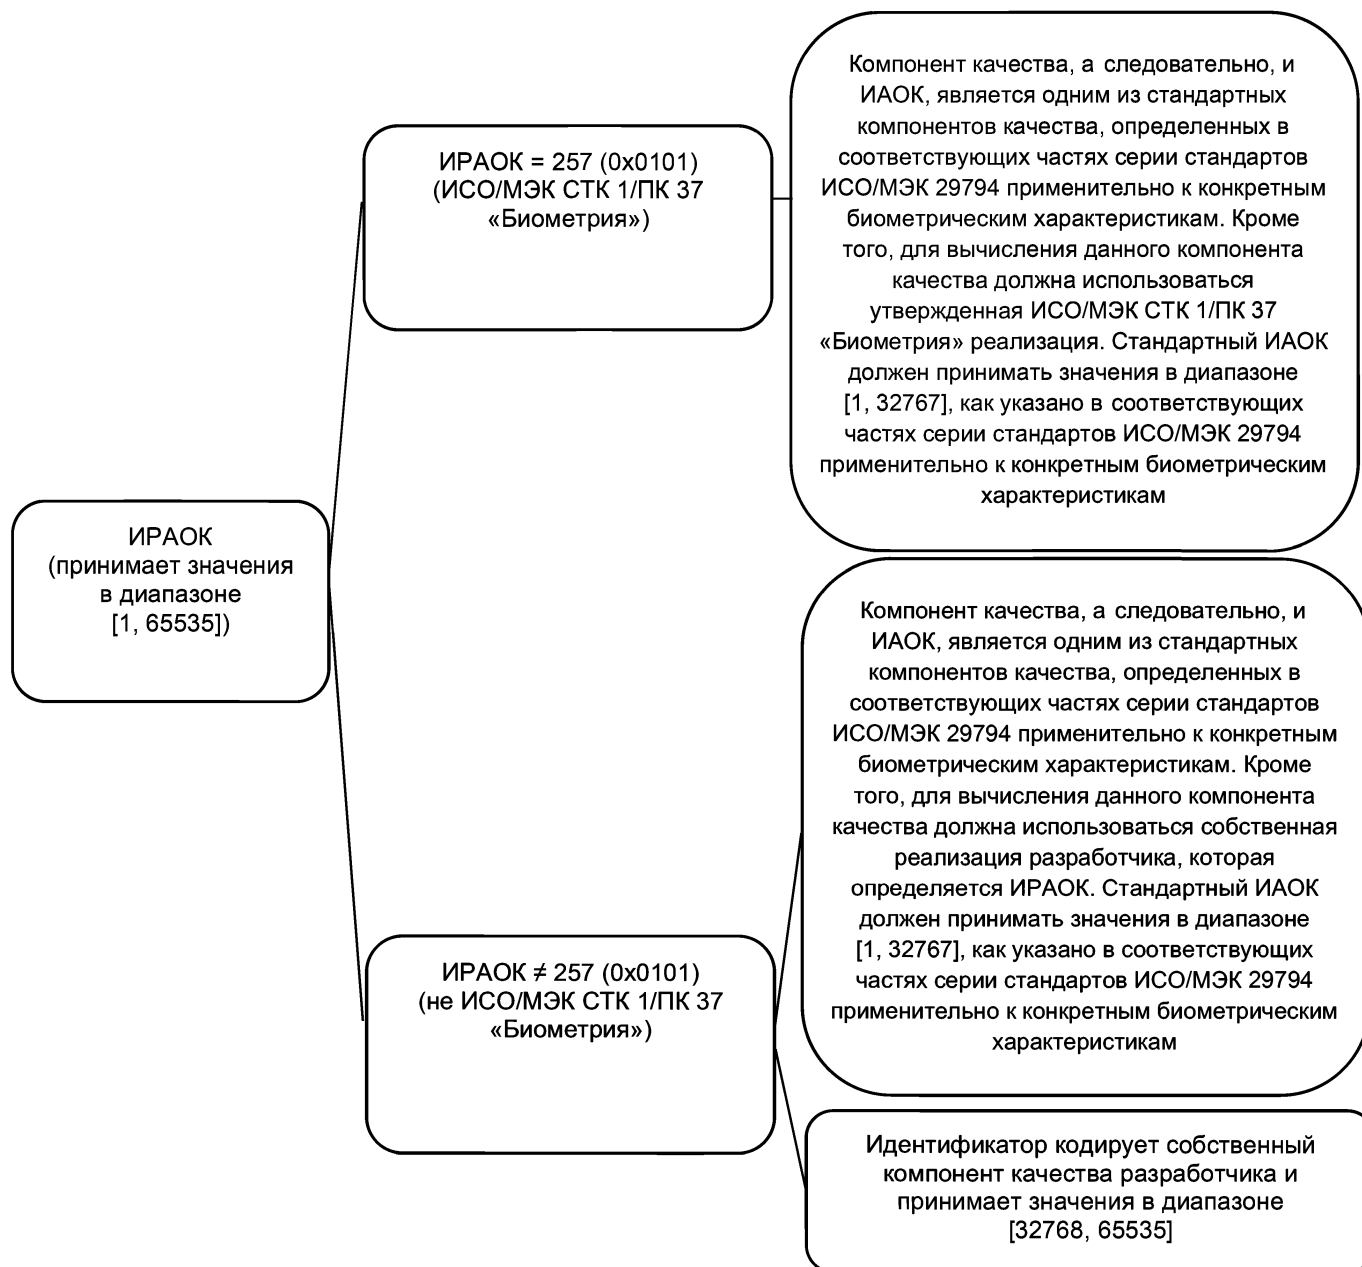 ИРАОК
(принимает значения
в диапазоне
[1, 65535])
ИРАОК = 257 (0x0101)
(ИСО/МЭК СТК 1/ПК 37
«Биометрия»)
Компонент качества, а следовательно, и
ИАОК, является одним из стандартных
компонентов качества, определенных в
соответствующих частях серии стандартов
ИСО/МЭК 29794 применительно к конкретным
биометрическим характеристикам. Кроме
того, для вычисления данного компонента
качества должна использоваться
утвержденная ИСО/МЭК СТК 1/ПК 37
«Биометрия» реализация. Стандартный ИАОК
должен принимать значения в диапазоне
[1, 32767], как указано в соответствующих
частях серии стандартов ИСО/МЭК 29794
применительно к конкретным биометрическим
характеристикам
ИРАОК ≠ 257 (0x0101)
(не ИСО/МЭК СТК 1/ПК 37
«Биометрия»)
Компонент качества, а следовательно, и
ИАОК, является одним из стандартных
компонентов качества, определенных в
соответствующих частях серии стандартов
ИСО/МЭК 29794 применительно к конкретным
биометрическим характеристикам. Кроме
того, для вычисления данного компонента
качества должна использоваться собственная
реализация разработчика, которая
определяется ИРАОК. Стандартный ИАОК
должен принимать значения в диапазоне
[1, 32767], как указано в соответствующих
частях серии стандартов ИСО/МЭК 29794
применительно к конкретным биометрическим
характеристикам
Идентификатор кодирует собственный
компонент качества разработчика и
принимает значения в диапазоне
[32768, 65535]